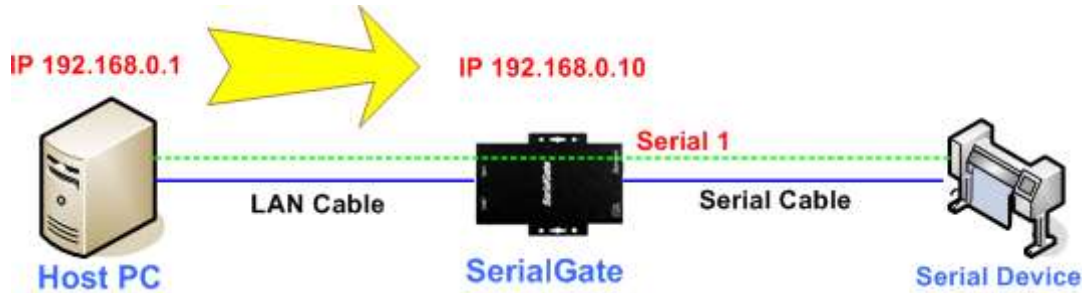 IP 192.168.0.1
IP 192.168.0.10
Serial 1
LAN Cable
Serial Cable
Host PC
SerialGate
Serial Device